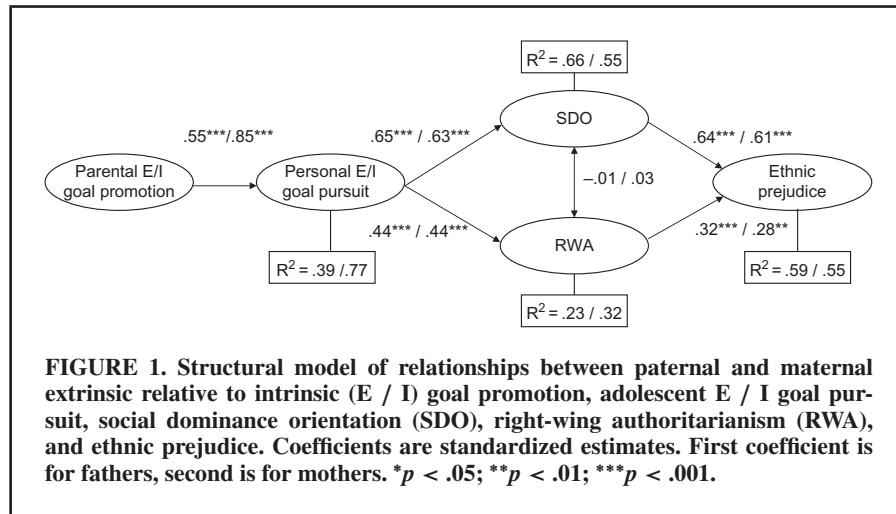 R² = .66 / .55
SDO
.55***/.85***
.65*** / .63***
.64*** / .61***
Parental E/I
goal promotion
Personal E/I
goal pursuit
–.01 / .03
Ethnic
prejudice
.44*** / .44***
.32*** / .28**
RWA
R² = .39 /.77
R² = .59 / .55
R² = .23 / .32
FIGURE 1. Structural model of relationships between paternal and maternal
extrinsic relative to intrinsic (E / I) goal promotion, adolescent E / I goal pur-
suit, social dominance orientation (SDO), right-wing authoritarianism (RWA),
and ethnic prejudice. Coefficients are standardized estimates. First coefficient is
for fathers, second is for mothers. *p < .05; **p < .01; ***p < .001.